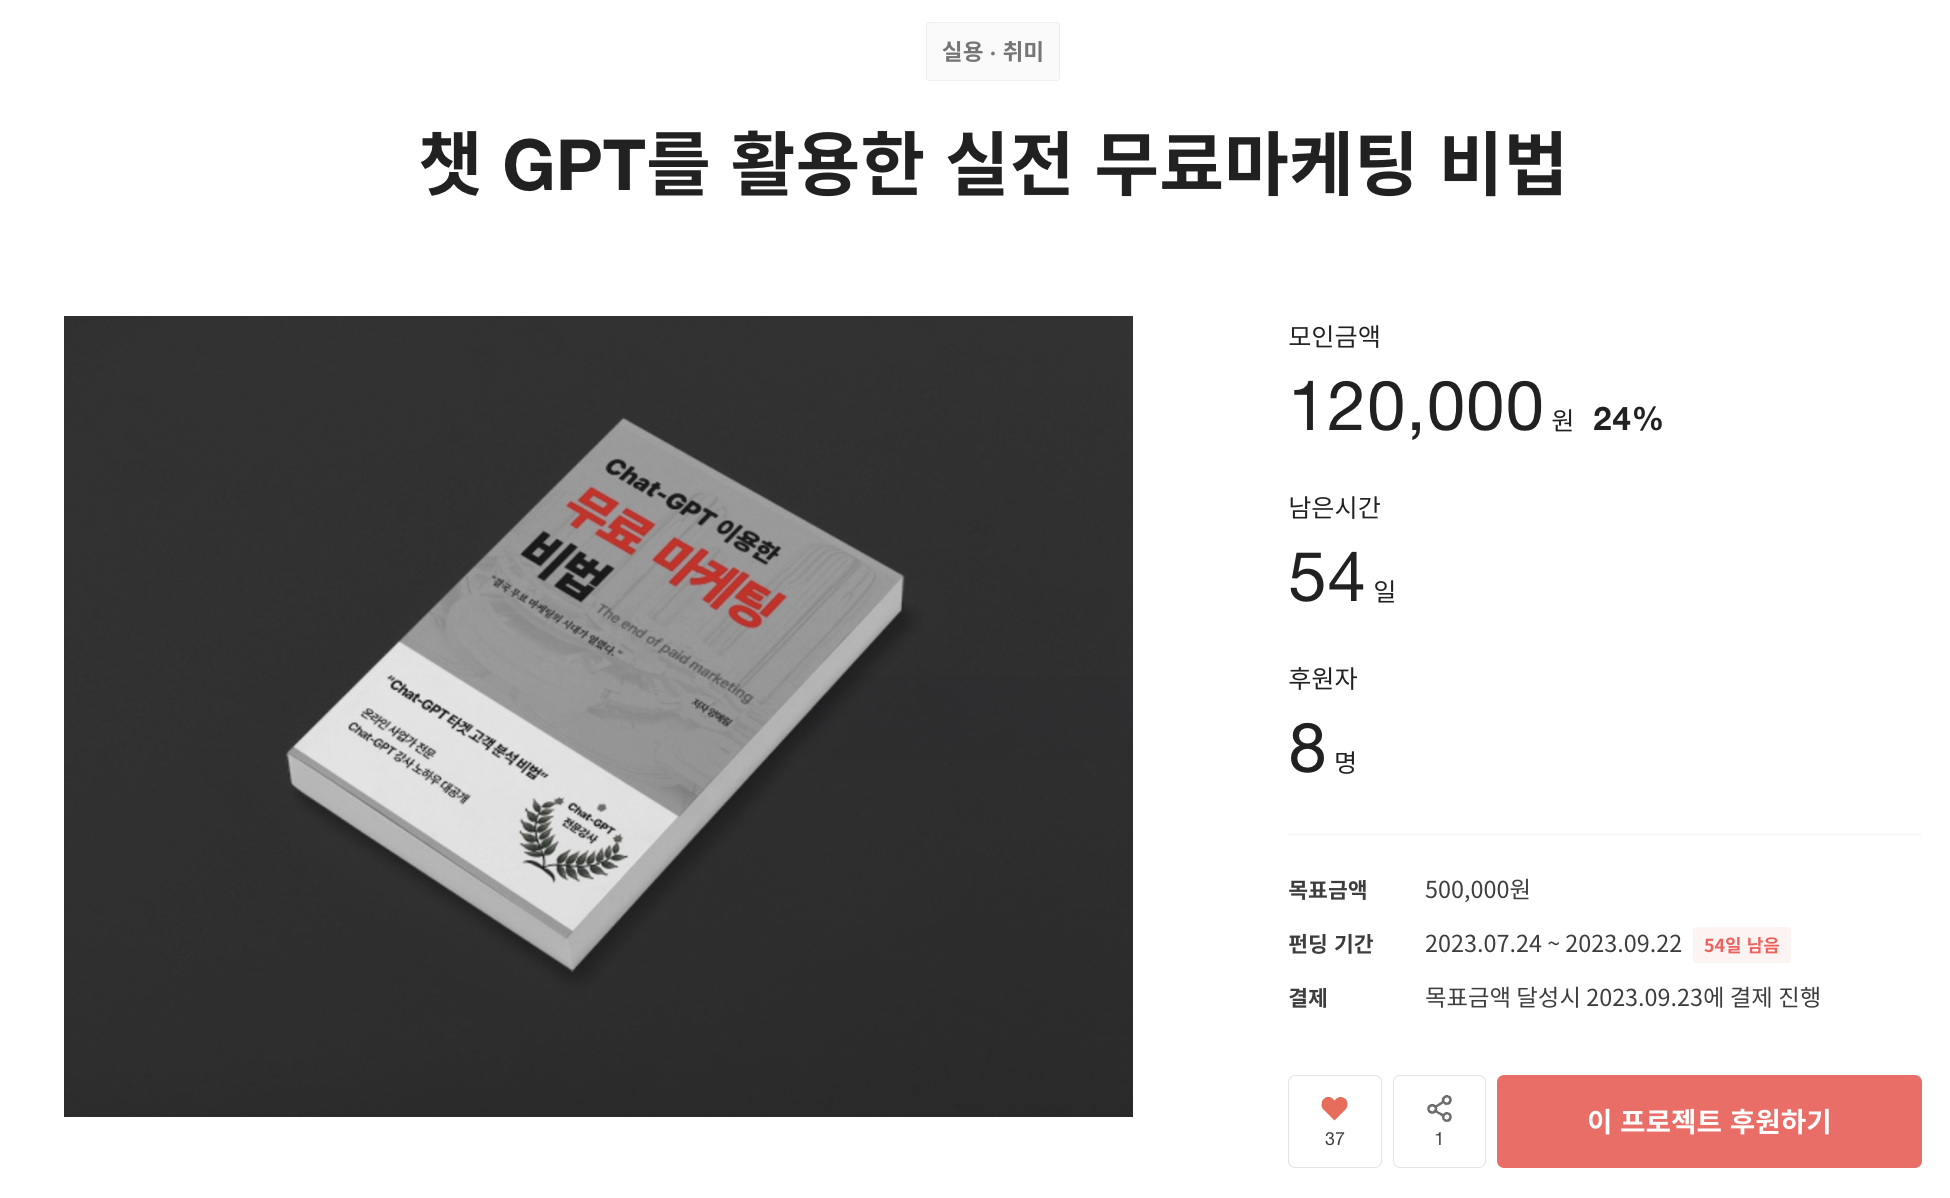 실용 · 취미
챗 GPT를 활용한 실전 무료마케팅 비법
Chat-GPT 이용한
무료 마케팅
비법
The end of paid marketing
"결국 무료 마케팅의 시대가 열렸다."
"Chat-GPT 타겟 고객 분석 비법"
온라인 사업가 전문
Chat-GPT 강사 노하우 대공개
Chat-GPT
전문강사
모인금액
120,000원 24%
남은시간
54 일
후원자
8 명
목표금액 500,000원
펀딩 기간 2023.07.24 ~ 2023.09.22 54일 남음
결제 목표금액 달성시 2023.09.23에 결제 진행
37
1
이 프로젝트 후원하기